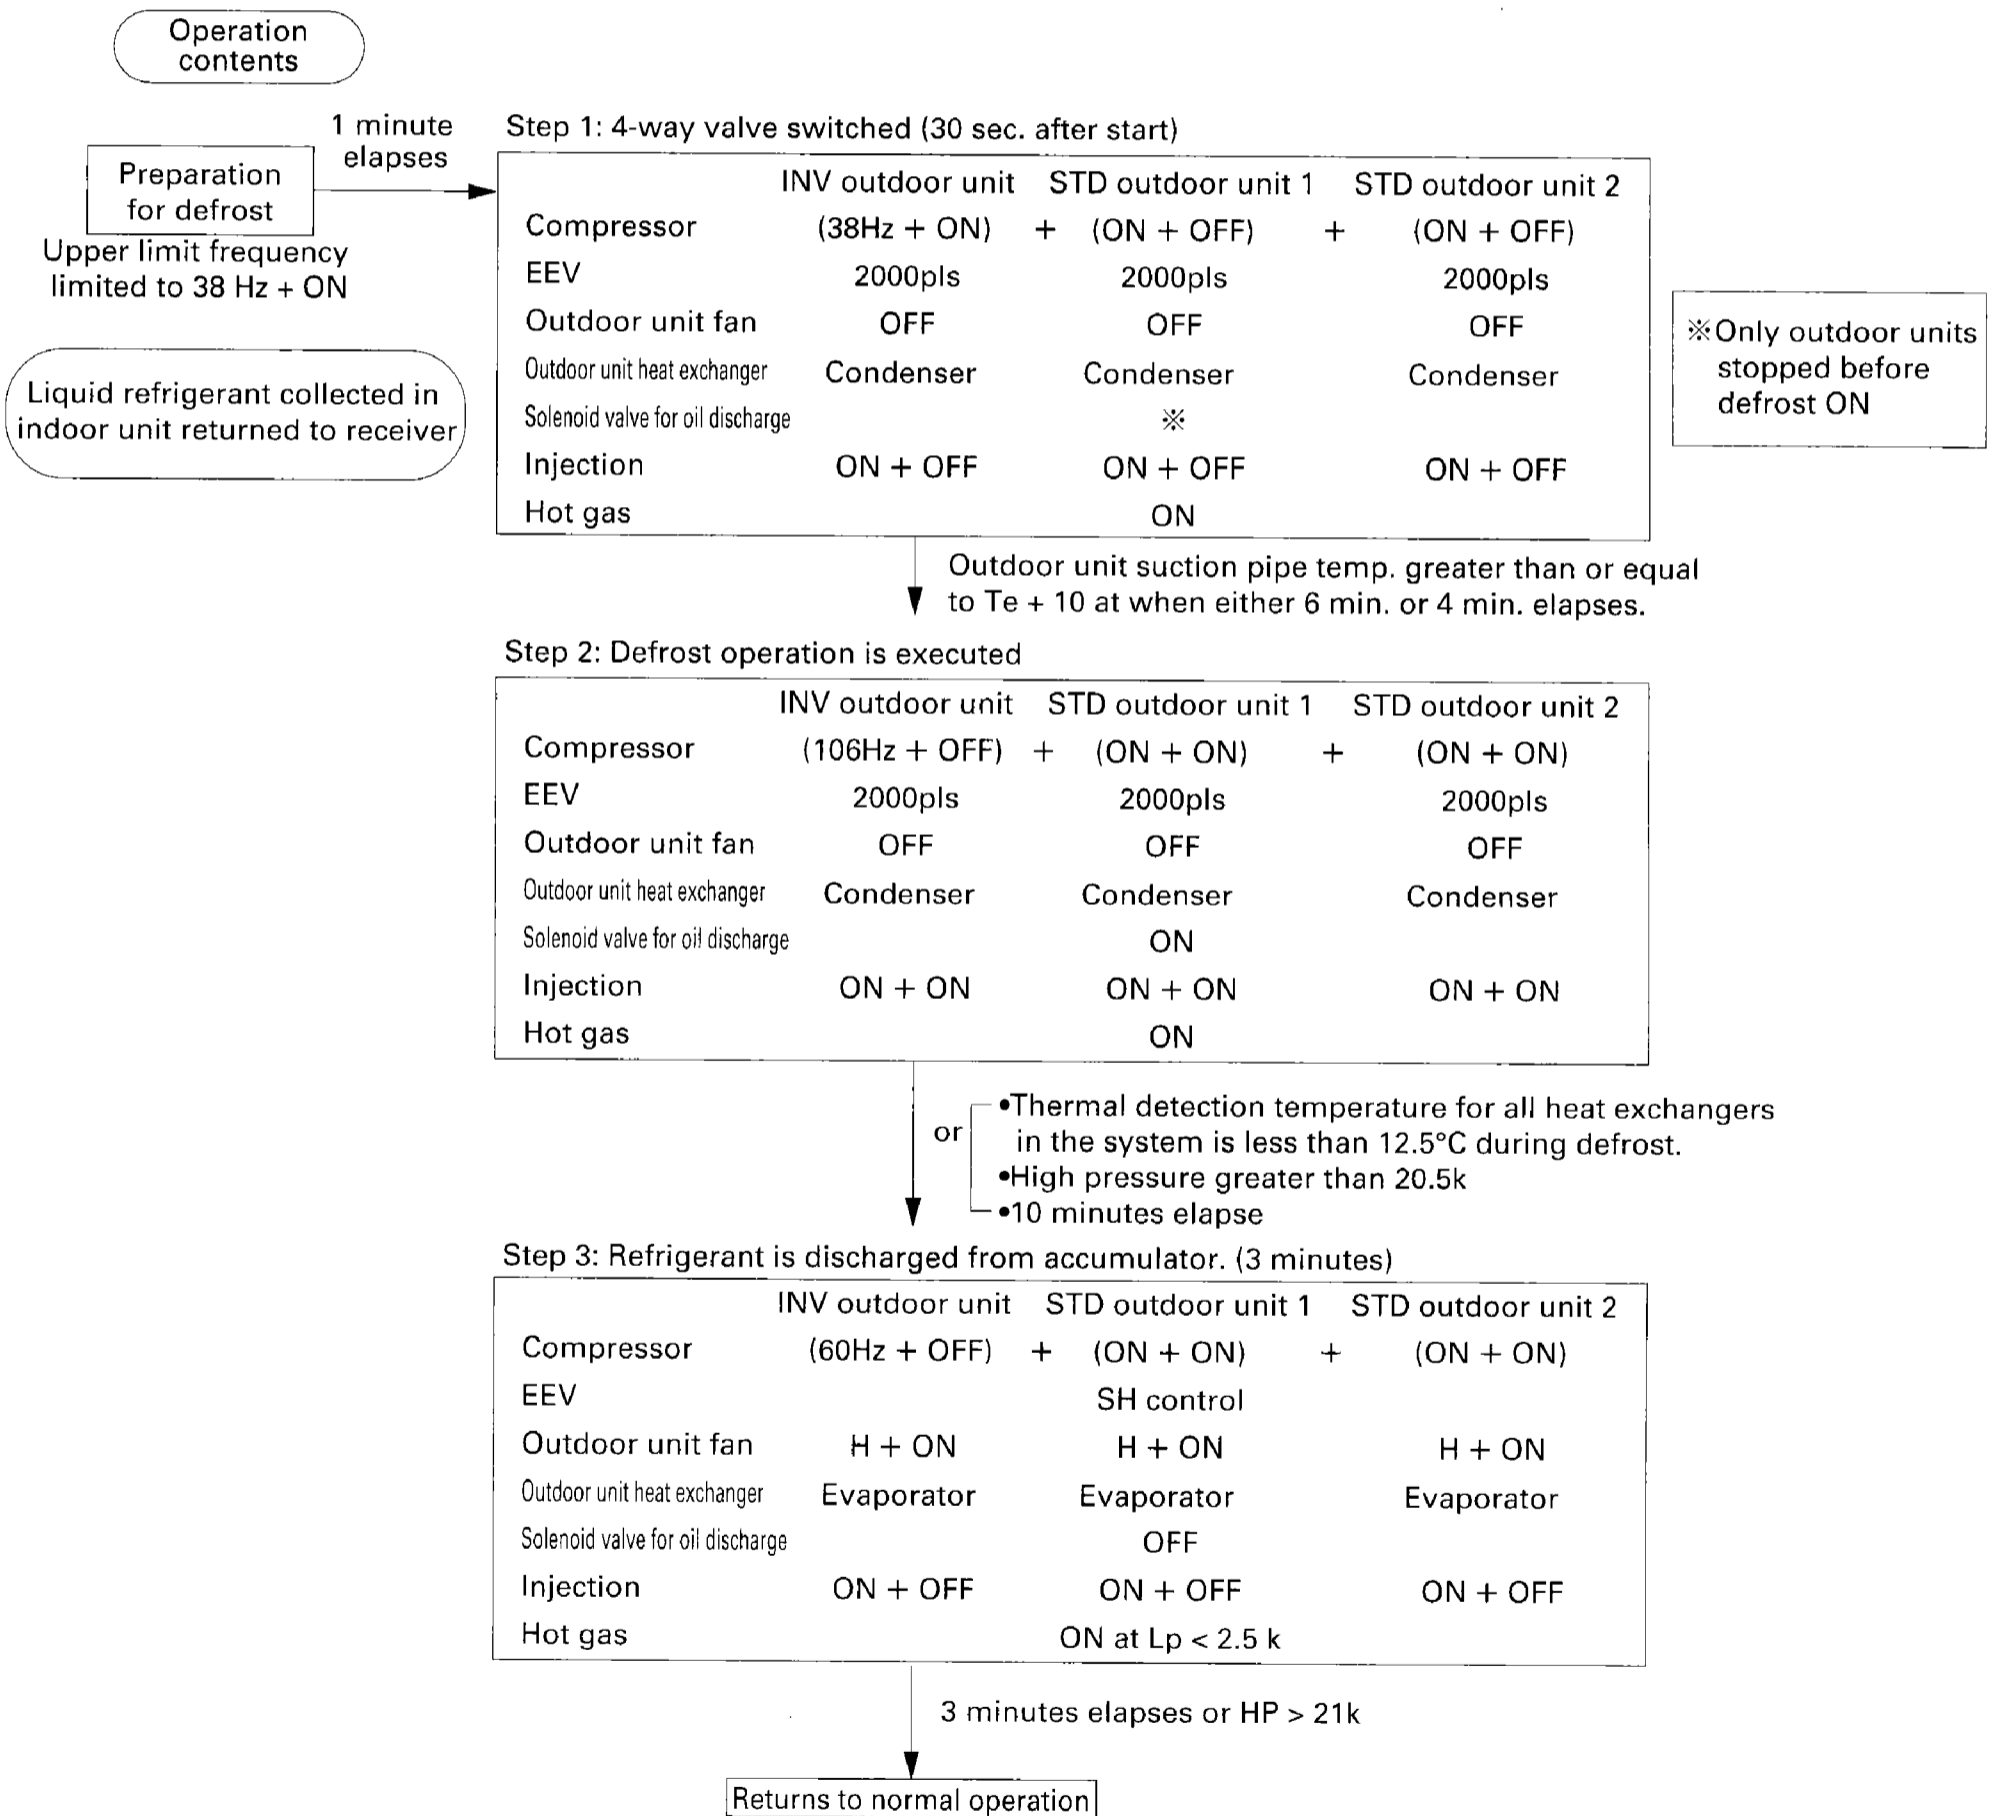 Operation
contents
1 minute
elapses
Preparation
for defrost
Upper limit frequency
limited to 38 Hz + ON
Liquid refrigerant collected in
indoor unit returned to receiver
Step 1: 4-way valve switched (30 sec. after start)
INV outdoor unit STD outdoor unit 1 STD outdoor unit 2
Compressor (38Hz + ON) + (ON + OFF) + (ON + OFF)
EEV 2000pls 2000pls 2000pls
Outdoor unit fan OFF OFF OFF
Outdoor unit heat exchanger Condenser Condenser Condenser
Solenoid valve for oil discharge ※
Injection ON + OFF ON + OFF ON + OFF
Hot gas ON
※Only outdoor units
stopped before
defrost ON
Outdoor unit suction pipe temp. greater than or equal
to Te + 10 at when either 6 min. or 4 min. elapses.
Step 2: Defrost operation is executed
INV outdoor unit STD outdoor unit 1 STD outdoor unit 2
Compressor (106Hz + OFF) + (ON + ON) + (ON + ON)
EEV 2000pls 2000pls 2000pls
Outdoor unit fan OFF OFF OFF
Outdoor unit heat exchanger Condenser Condenser Condenser
Solenoid valve for oil discharge ON
Injection ON + ON ON + ON ON + ON
Hot gas ON
or
•Thermal detection temperature for all heat exchangers
in the system is less than 12.5°C during defrost.
•High pressure greater than 20.5k
•10 minutes elapse
Step 3: Refrigerant is discharged from accumulator. (3 minutes)
INV outdoor unit STD outdoor unit 1 STD outdoor unit 2
Compressor (60Hz + OFF) + (ON + ON) + (ON + ON)
EEV SH control
Outdoor unit fan H + ON H + ON H + ON
Outdoor unit heat exchanger Evaporator Evaporator Evaporator
Solenoid valve for oil discharge OFF
Injection ON + OFF ON + OFF ON + OFF
Hot gas ON at Lp < 2.5 k
3 minutes elapses or HP > 21k
Returns to normal operation